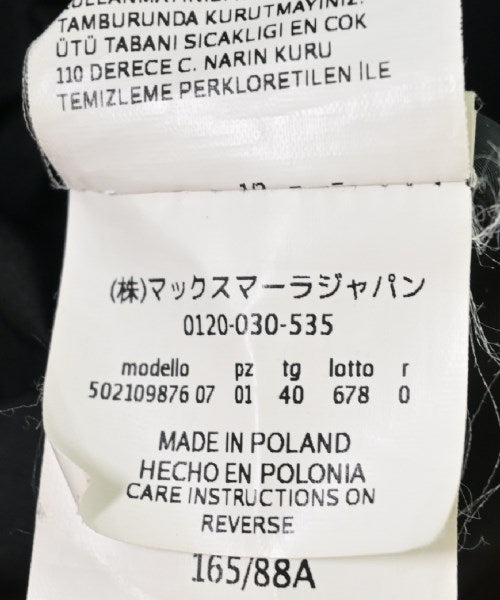 TAMBURUNDA KURUTMAYINIZ.
ÜTÜ TABANI SICAKLIGI EN COK
110 DERECE C. NARIN KURU
TEMIZLEME PERKLORETILEN İLE
(株)マックスマーラジャパン
0120-030-535
modello pz tg lotto r
502109876 07 01 40 678 0
MADE IN POLAND
HECHO EN POLONIA
CARE INSTRUCTIONS ON
REVERSE
165/88A